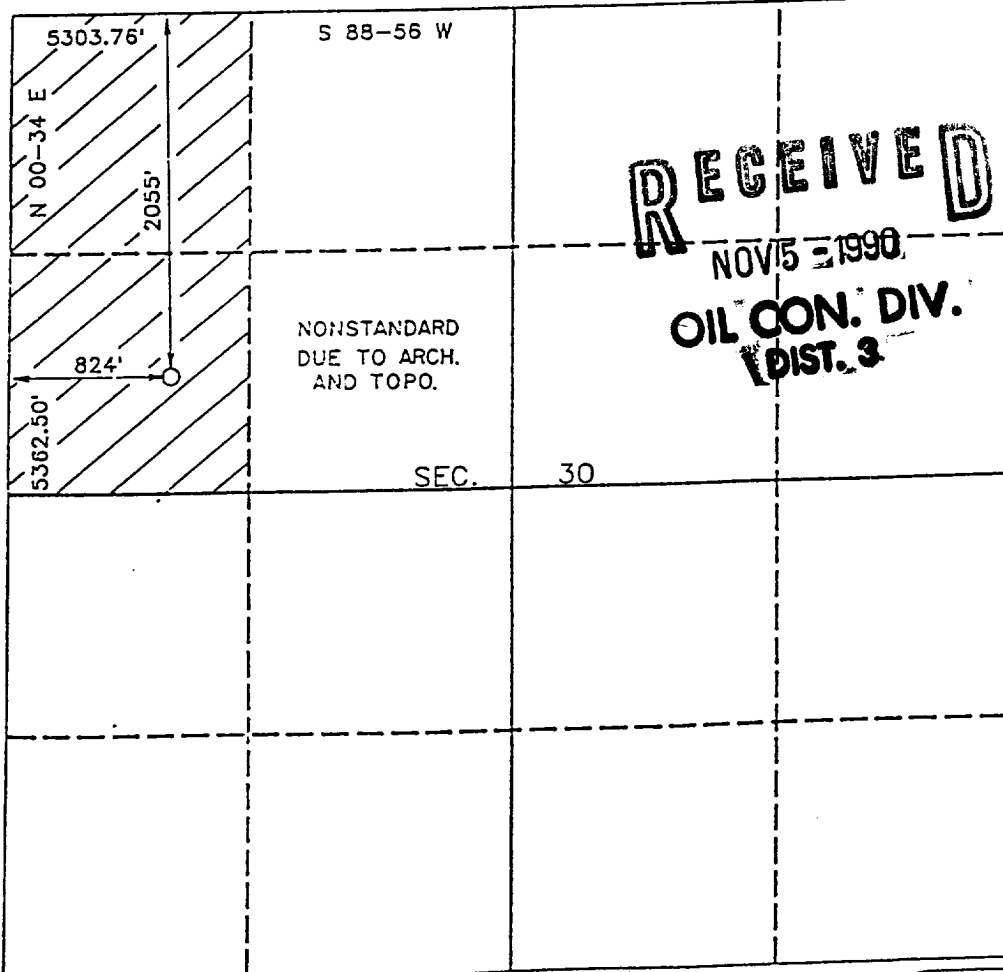 5303.76'
S 88-56 W
N 00-34 E
2055'
RECEIVED
NOV 5 - 1990
OIL CON. DIV.
DIST. 3
NONSTANDARD
DUE TO ARCH.
AND TOPO.
824'
5362.50'
SEC. 30